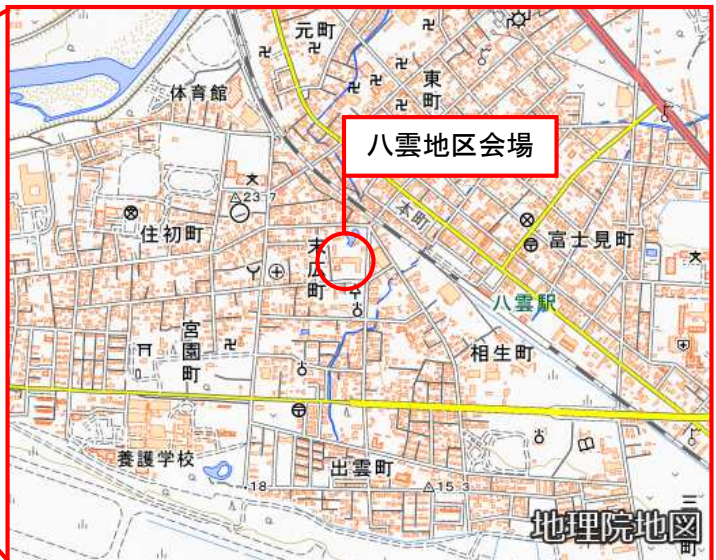 元町
体育館
東町
八雲地区会場
23.7
本町
住初町
末広町
富士見町
八雲駅
宮園町
相生町
養護学校
出雲町
18
15.3
三
町
地理院地図